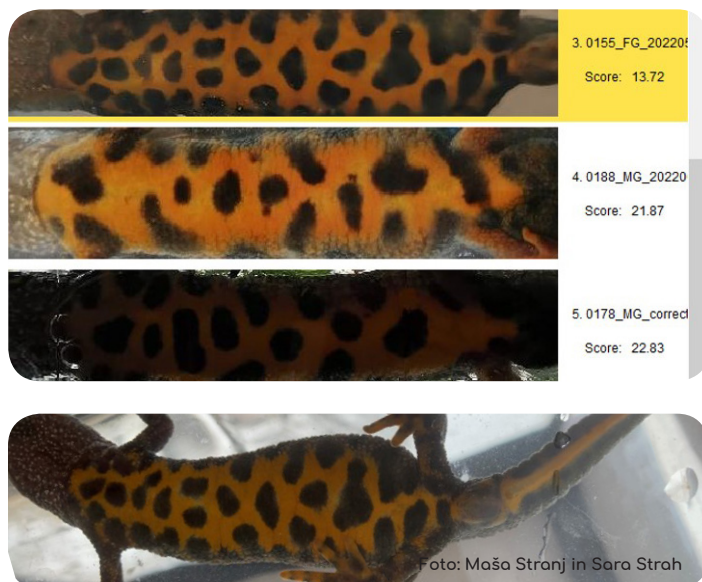 3. 0155_FG_20220
Score: 13.72
4. 0188_MG_20220
Score: 21.87
5. 0178_MG_correct
Score: 22.83
Foto: Maša Stranj in Sara Strah